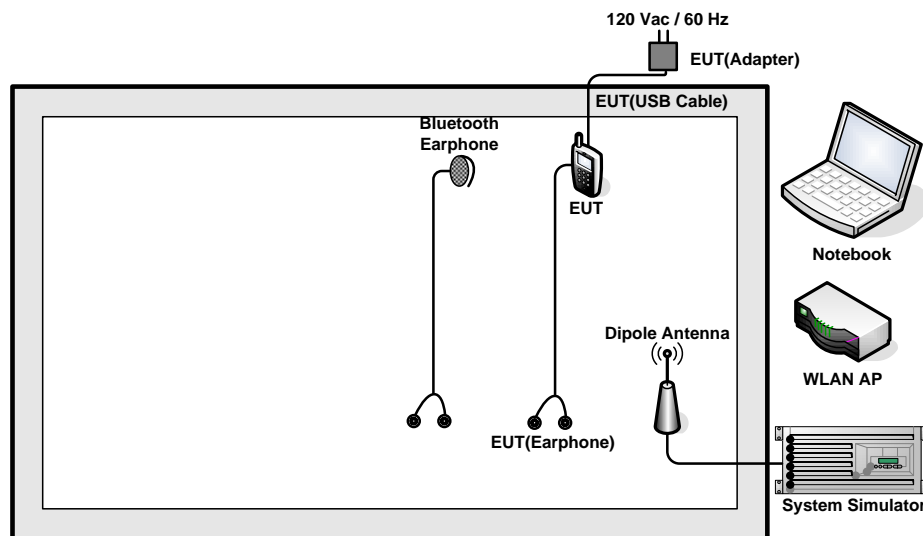 120 Vac / 60 Hz
EUT(Adapter)
EUT(USB Cable)
Bluetooth
Earphone
EUT
Notebook
Dipole Antenna
WLAN AP
EUT(Earphone)
System Simulator